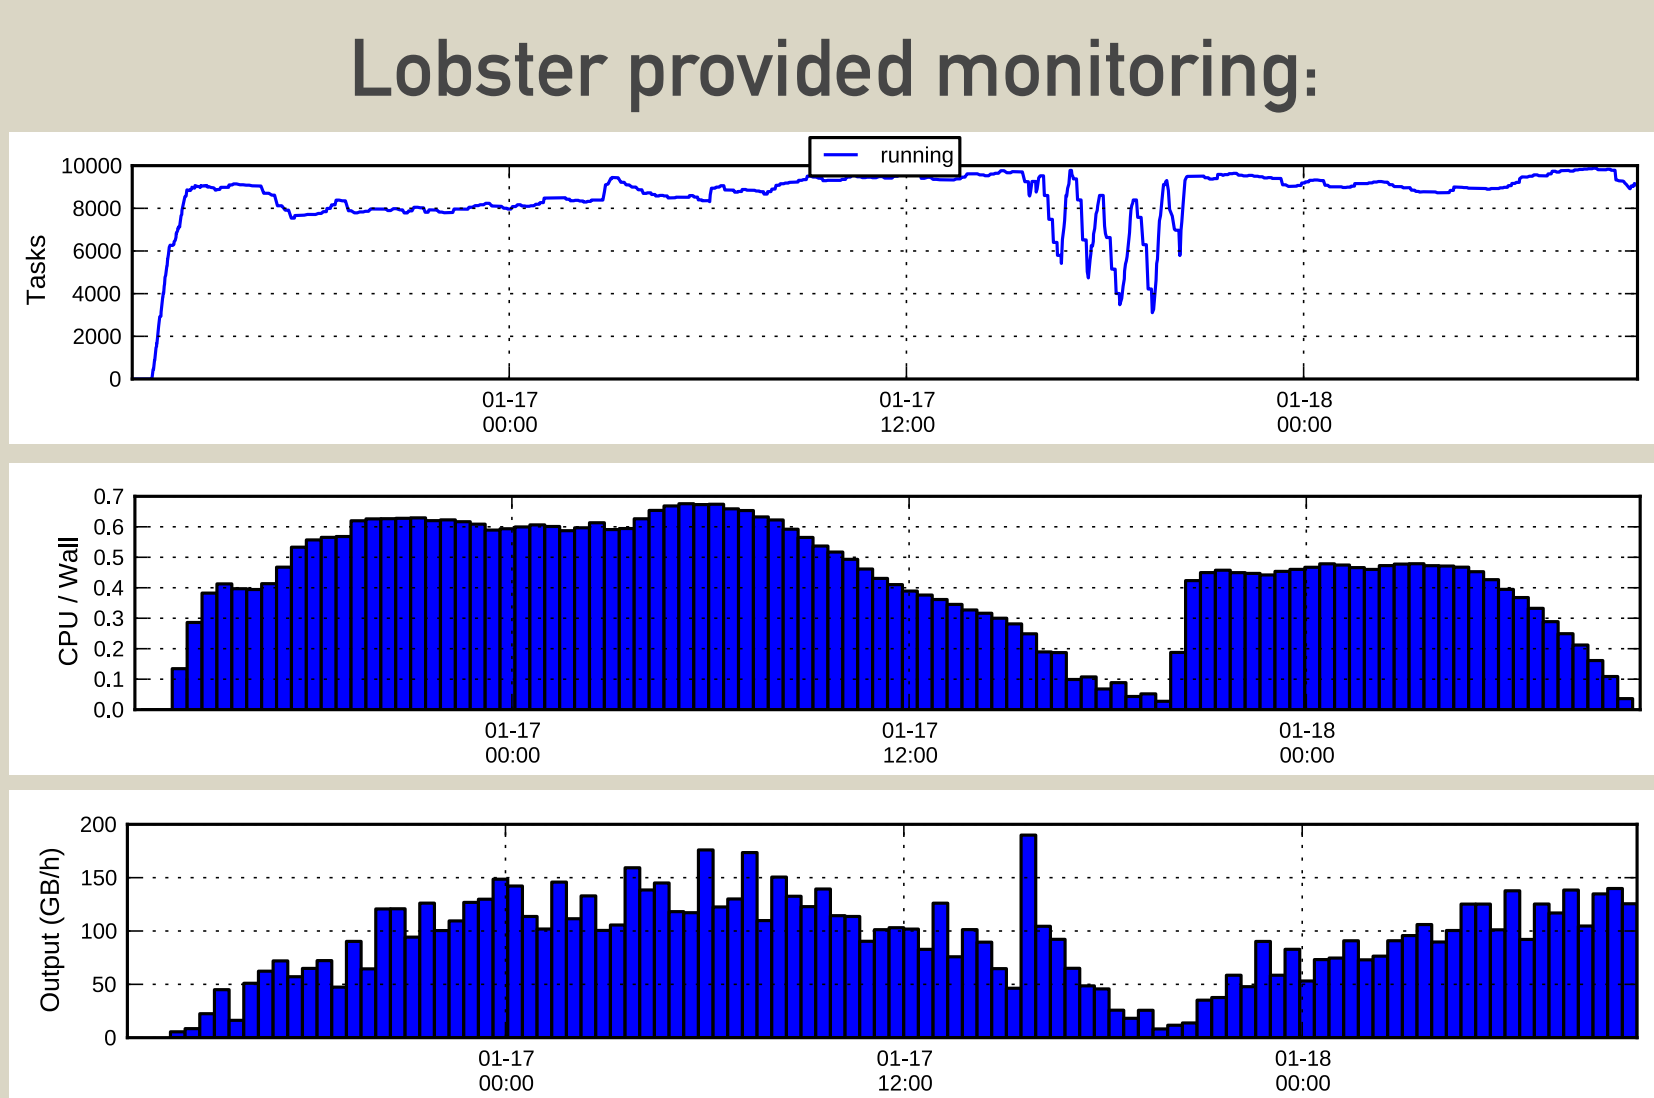 Lobster provided monitoring:
running
10000
8000
6000
4000
2000
0
Tasks
01-17 01-17 01-18
00:00 12:00 00:00
0.7
0.6
0.5
0.4
0.3
0.2
0.1
0.0
CPU / Wall
01-17 01-17 01-18
00:00 12:00 00:00
200
150
100
50
0
Output (GB/h)
01-17 01-17 01-18
00:00 12:00 00:00